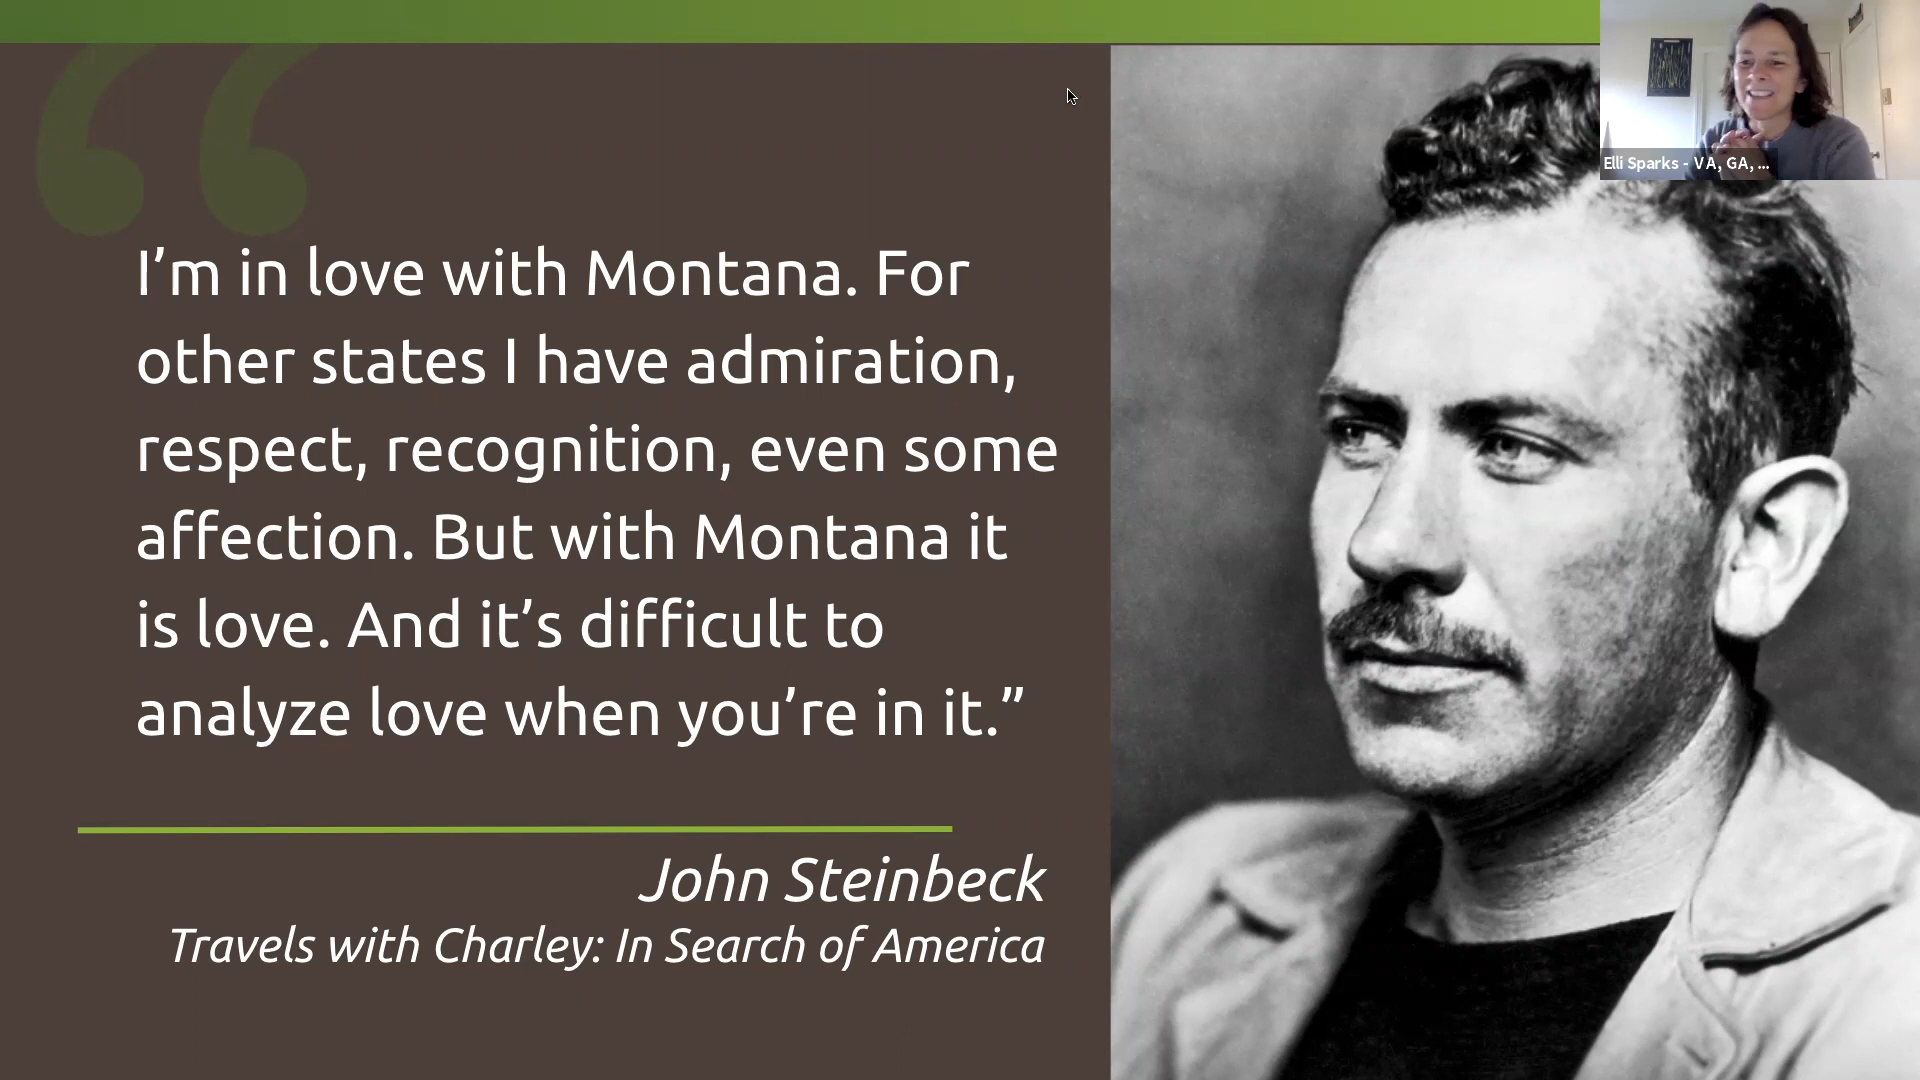 Elli Sparks - VA, GA, ...
I’m in love with Montana. For
other states I have admiration,
respect, recognition, even some
affection. But with Montana it
is love. And it’s difficult to
analyze love when you’re in it.”
John Steinbeck
Travels with Charley: In Search of America